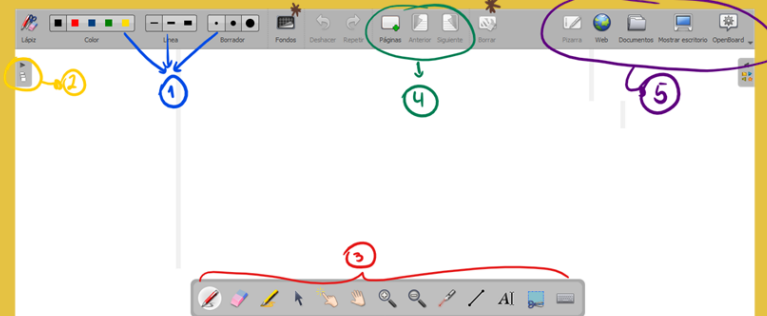 Lápiz Color Línea Borrador Fondos Deshacer Repetir Páginas Anterior Siguiente Borrar Pizarra Web Documentos Mostrar escritorio OpenBoard
2
1
4
5
3
AI